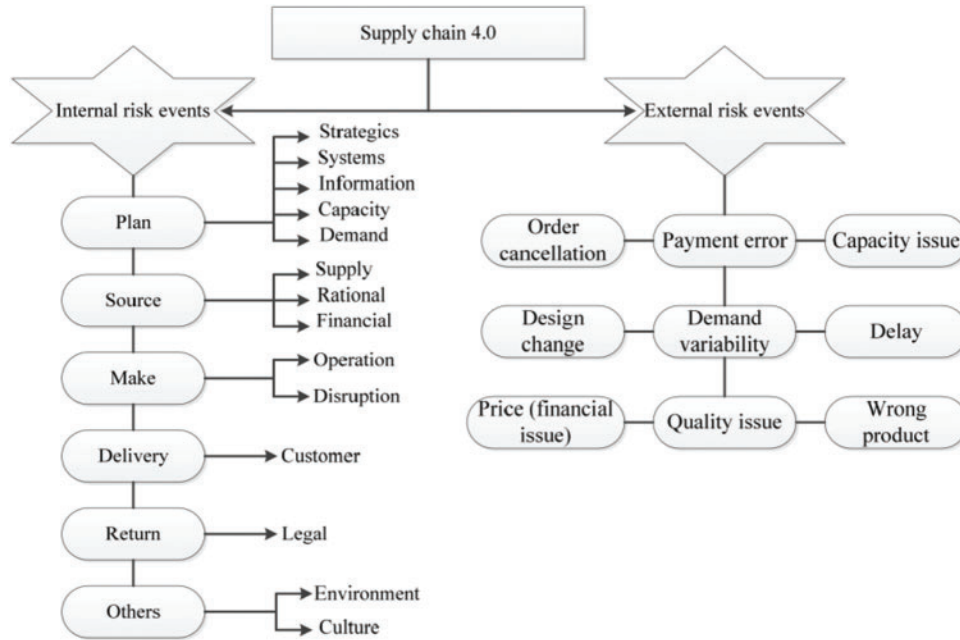 Supply chain 4.0
Internal risk events
External risk events
Strategics
Systems
Information
Capacity
Demand
Plan
Supply
Rational
Financial
Source
Operation
Disruption
Make
Customer
Delivery
Legal
Return
Environment
Culture
Others
Order
cancellation
Payment error
Capacity issue
Design
change
Demand
variability
Delay
Price (financial
issue)
Quality issue
Wrong
product